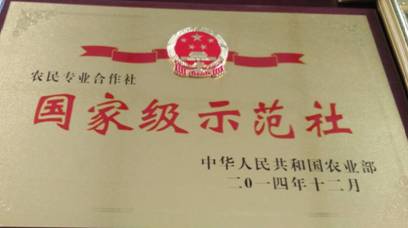 农民专业合作社
国家级示范社
中华人民共和国农业部
二〇一四年十二月